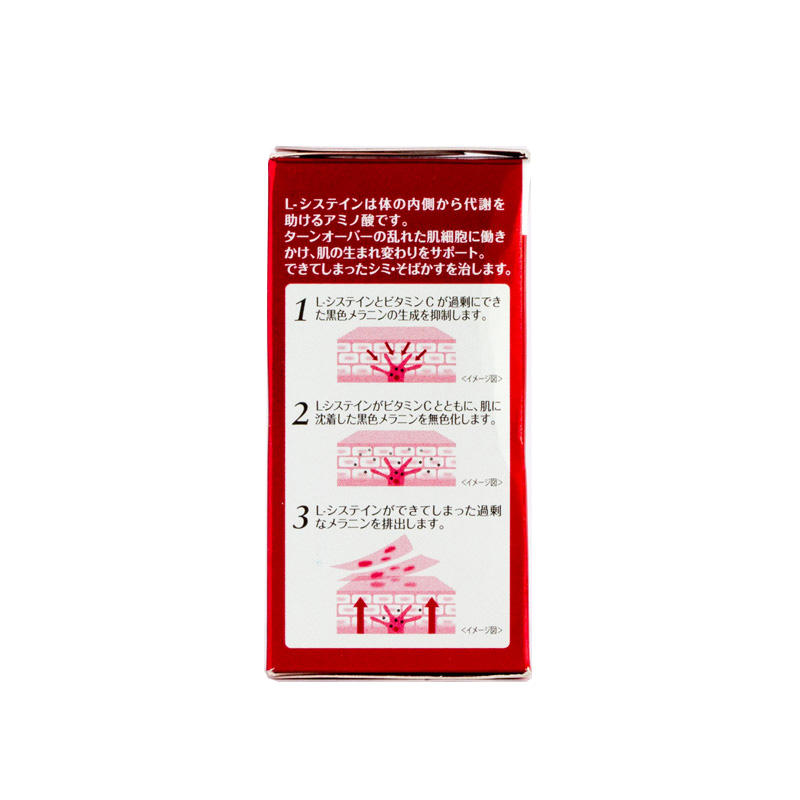 L-システインは体の内側から代謝を
助けるアミノ酸です。
ターンオーバーの乱れた肌細胞に働き
かけ、肌の生まれ変わりをサポート。
できてしまったシミ・そばかすを治します。
1 L-システインとビタミンCが過剰にでき
た黒色メラニンの生成を抑制します。
<イメージ図>
2 L-システインがビタミンCとともに、肌に
沈着した黒色メラニンを無色化します。
<イメージ図>
3 L-システインができてしまった過剰
なメラニンを排出します。
<イメージ図>